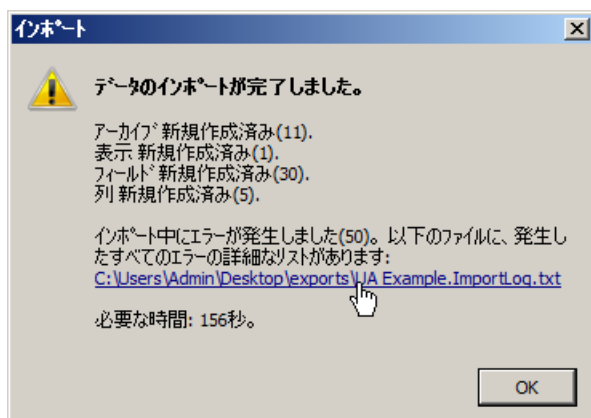 インポート
データのインポートが完了しました。
アーカイブ 新規作成済み(11).
表示 新規作成済み(1).
フィールド 新規作成済み(30).
列 新規作成済み(5).
インポート中にエラーが発生しました(50)。以下のファイルに、発生し
たすべてのエラーの詳細なリストがあります:
C:\Users\Admin\Desktop\exports\UA Example.ImportLog.txt
必要な時間: 156秒。
OK